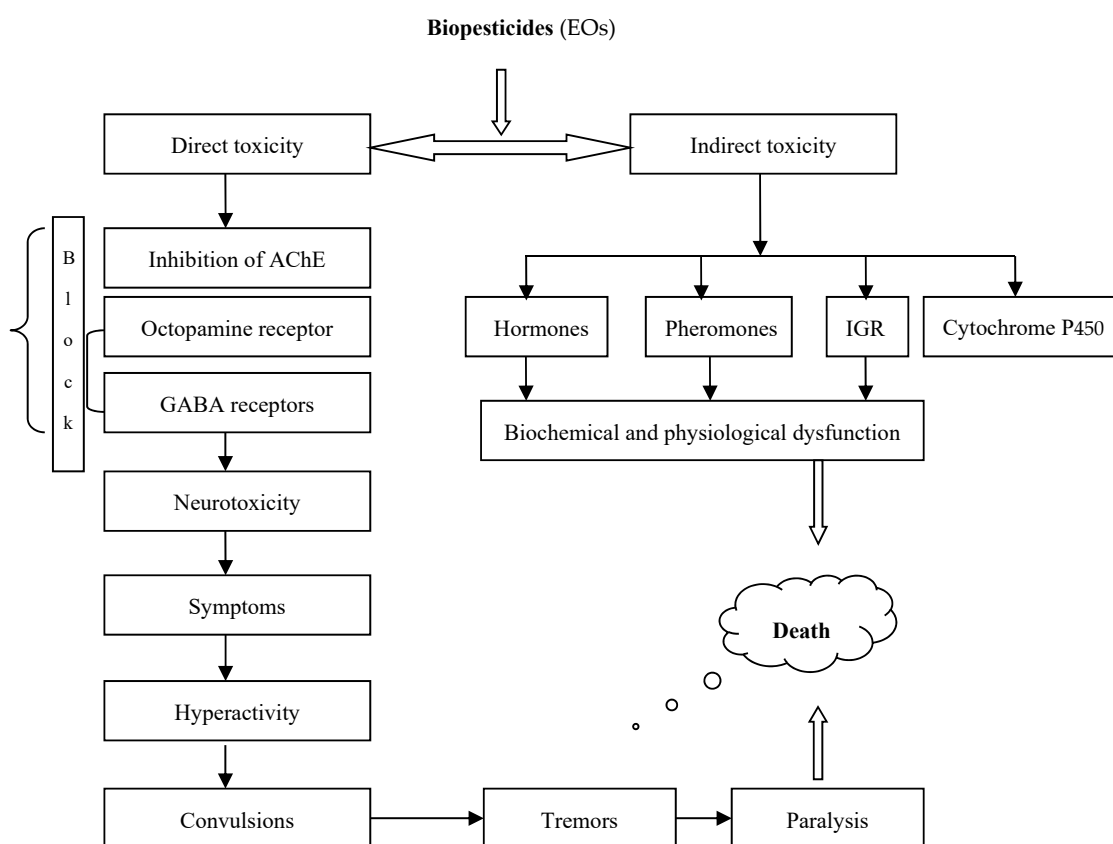 Biopesticides (EOs)
Direct toxicity
Indirect toxicity
B
l
o
c
k
Inhibition of AChE
Octopamine receptor
GABA receptors
Hormones
Pheromones
IGR
Cytochrome P450
Biochemical and physiological dysfunction
Neurotoxicity
Symptoms
Death
Hyperactivity
Convulsions
Tremors
Paralysis